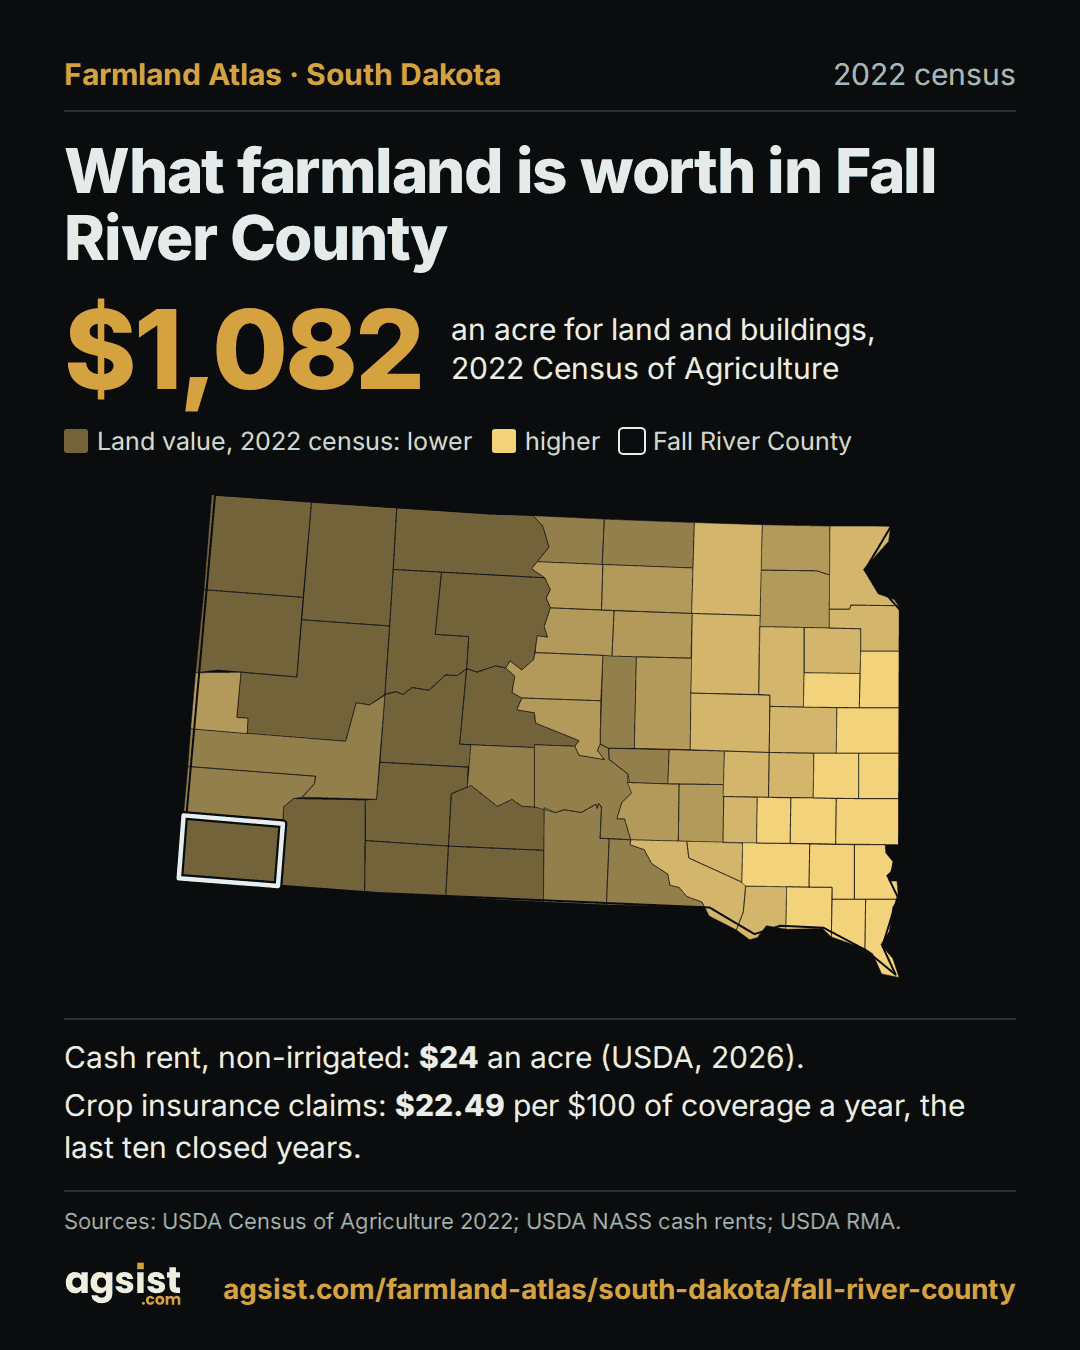 Farmland Atlas · South Dakota
2022 census
What farmland is worth in Fall
River County
$1,082
an acre for land and buildings,
2022 Census of Agriculture
Land value, 2022 census: lower
higher
Fall River County
Cash rent, non-irrigated: $24 an acre (USDA, 2026).
Crop insurance claims: $22.49 per $100 of coverage a year, the
last ten closed years.
Sources: USDA Census of Agriculture 2022; USDA NASS cash rents; USDA RMA.
agsist
.com
agsist.com/farmland-atlas/south-dakota/fall-river-county